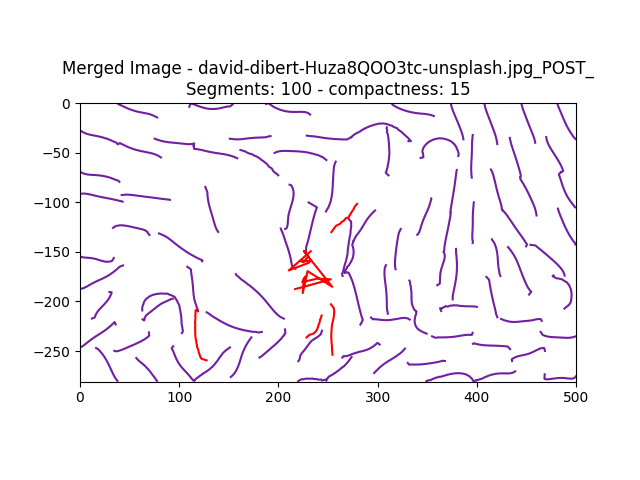 Merged Image - david-dibert-Huza8QOO3tc-unsplash.jpg_POST_
Segments: 100 - compactness: 15
0
−50
−100
−150
−200
−250
0 100 200 300 400 500